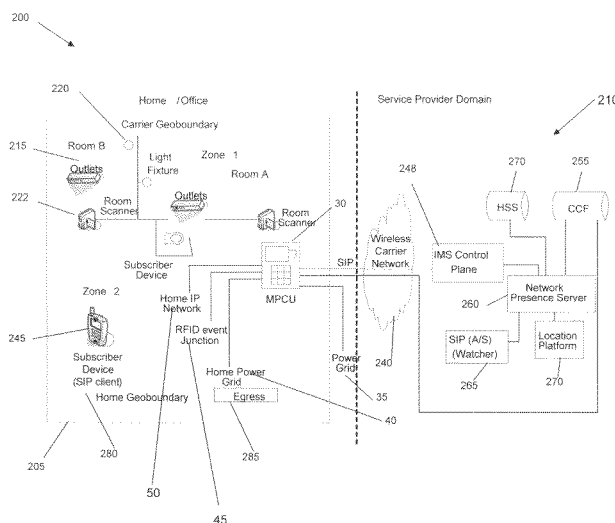 200
220
Home /Office
Service Provider Domain
210
Carrier Geoboundary
215
Room B
Light
Fixture
Zone 1
Outlets
Room A
248
270
255
222
Room
Scanner
Outlets
Room
Scanner
30
HSS
CCF
Wireless
Carrier
Network
IMS Control
Plane
SIP
Subscriber
Device
MPCU
Network
Presence Server
260
Zone 2
Home IP
Network
245
RFID event
Junction
240
SIP (A/S)
(Watcher)
Location
Platform
Subscriber
Device
(SIP client)
Home Power
Grid
Power
Grid
35
265
270
Home Geoboundary
Egress
40
205
280
285
50
45